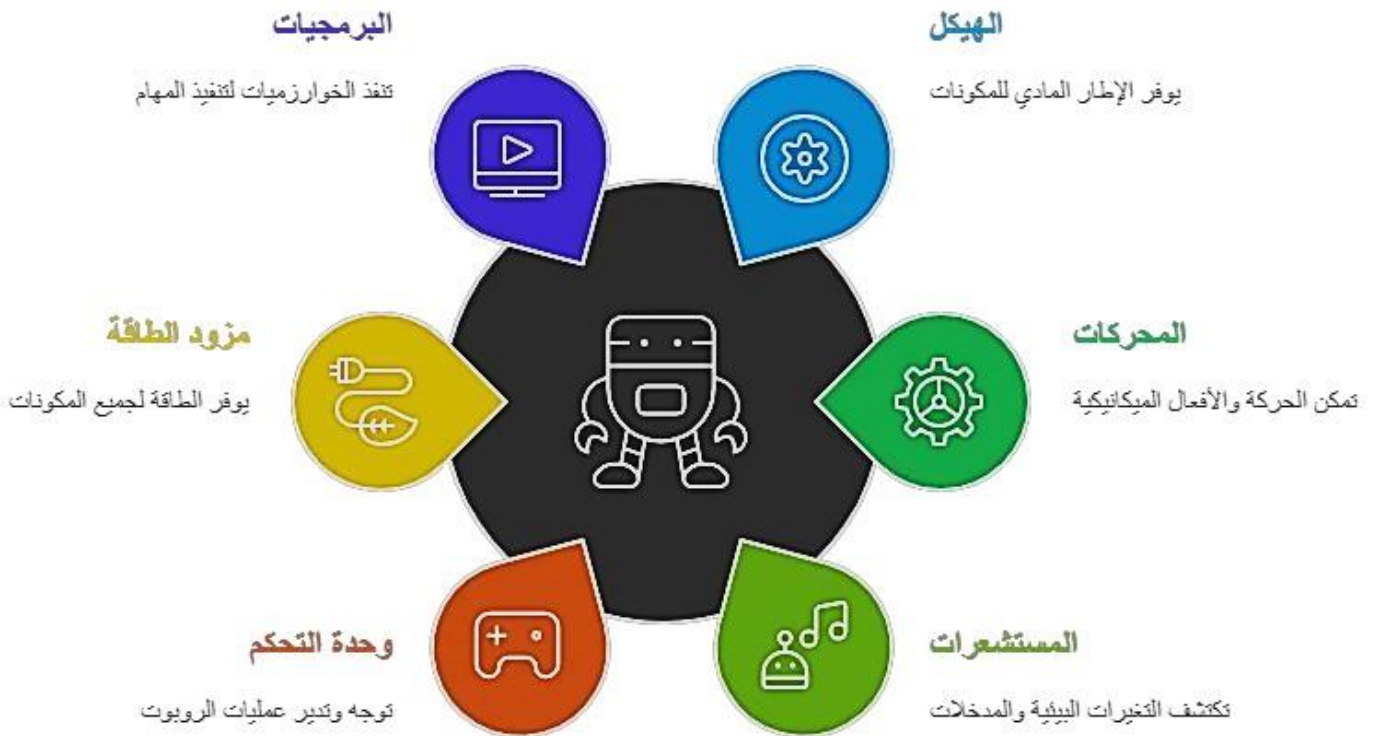 الهيكل
يوفر الإطار المادي للمكونات
المحركات
تمكن الحركة والأفعال الميكانيكية
المستشعرات
تكتشف التغيرات البيئية والمدخلات
البرمجيات
تنفذ الخوارزميات لتنفيذ المهام
مزود الطاقة
يوفر الطاقة لجميع المكونات
وحدة التحكم
توجه وتدير عمليات الروبوت